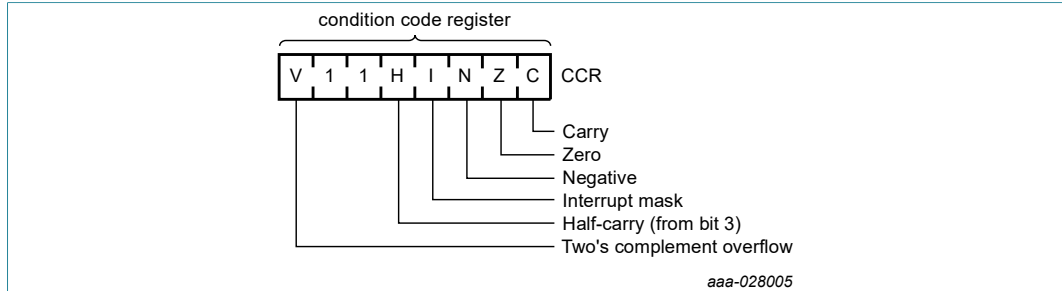 condition code register
V 1 1 H I N Z C CCR
Carry
Zero
Negative
Interrupt mask
Half-carry (from bit 3)
Two's complement overflow
aaa-028005